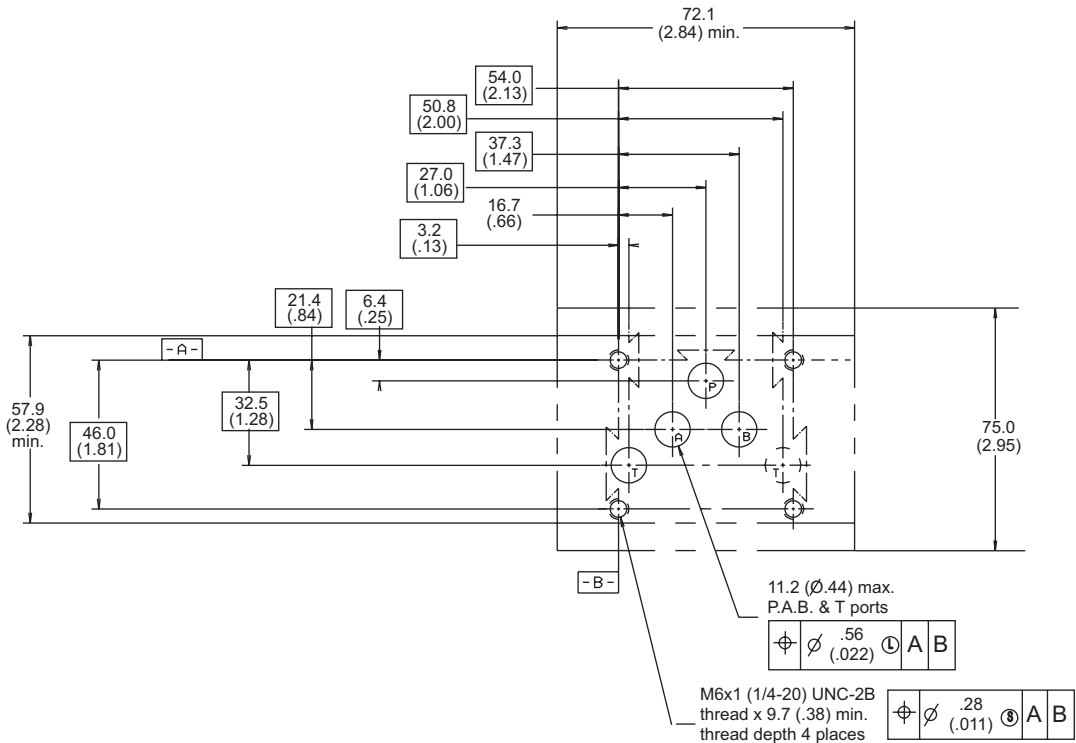 72.1
(2.84) min.
54.0
(2.13)
50.8
(2.00)
37.3
(1.47)
27.0
(1.06)
16.7
(.66)
3.2
(.13)
21.4
(.84)
6.4
(.25)
-A-
57.9
(2.28)
min.
46.0
(1.81)
32.5
(1.28)
75.0
(2.95)
P
A
B
T
T
-B-
11.2 (Ø.44) max.
P.A.B. & T ports
⌖ Ø .56 (.022) Ⓛ A B
M6x1 (1/4-20) UNC-2B
thread x 9.7 (.38) min.
thread depth 4 places
⌖ Ø .28 (.011) Ⓢ A B